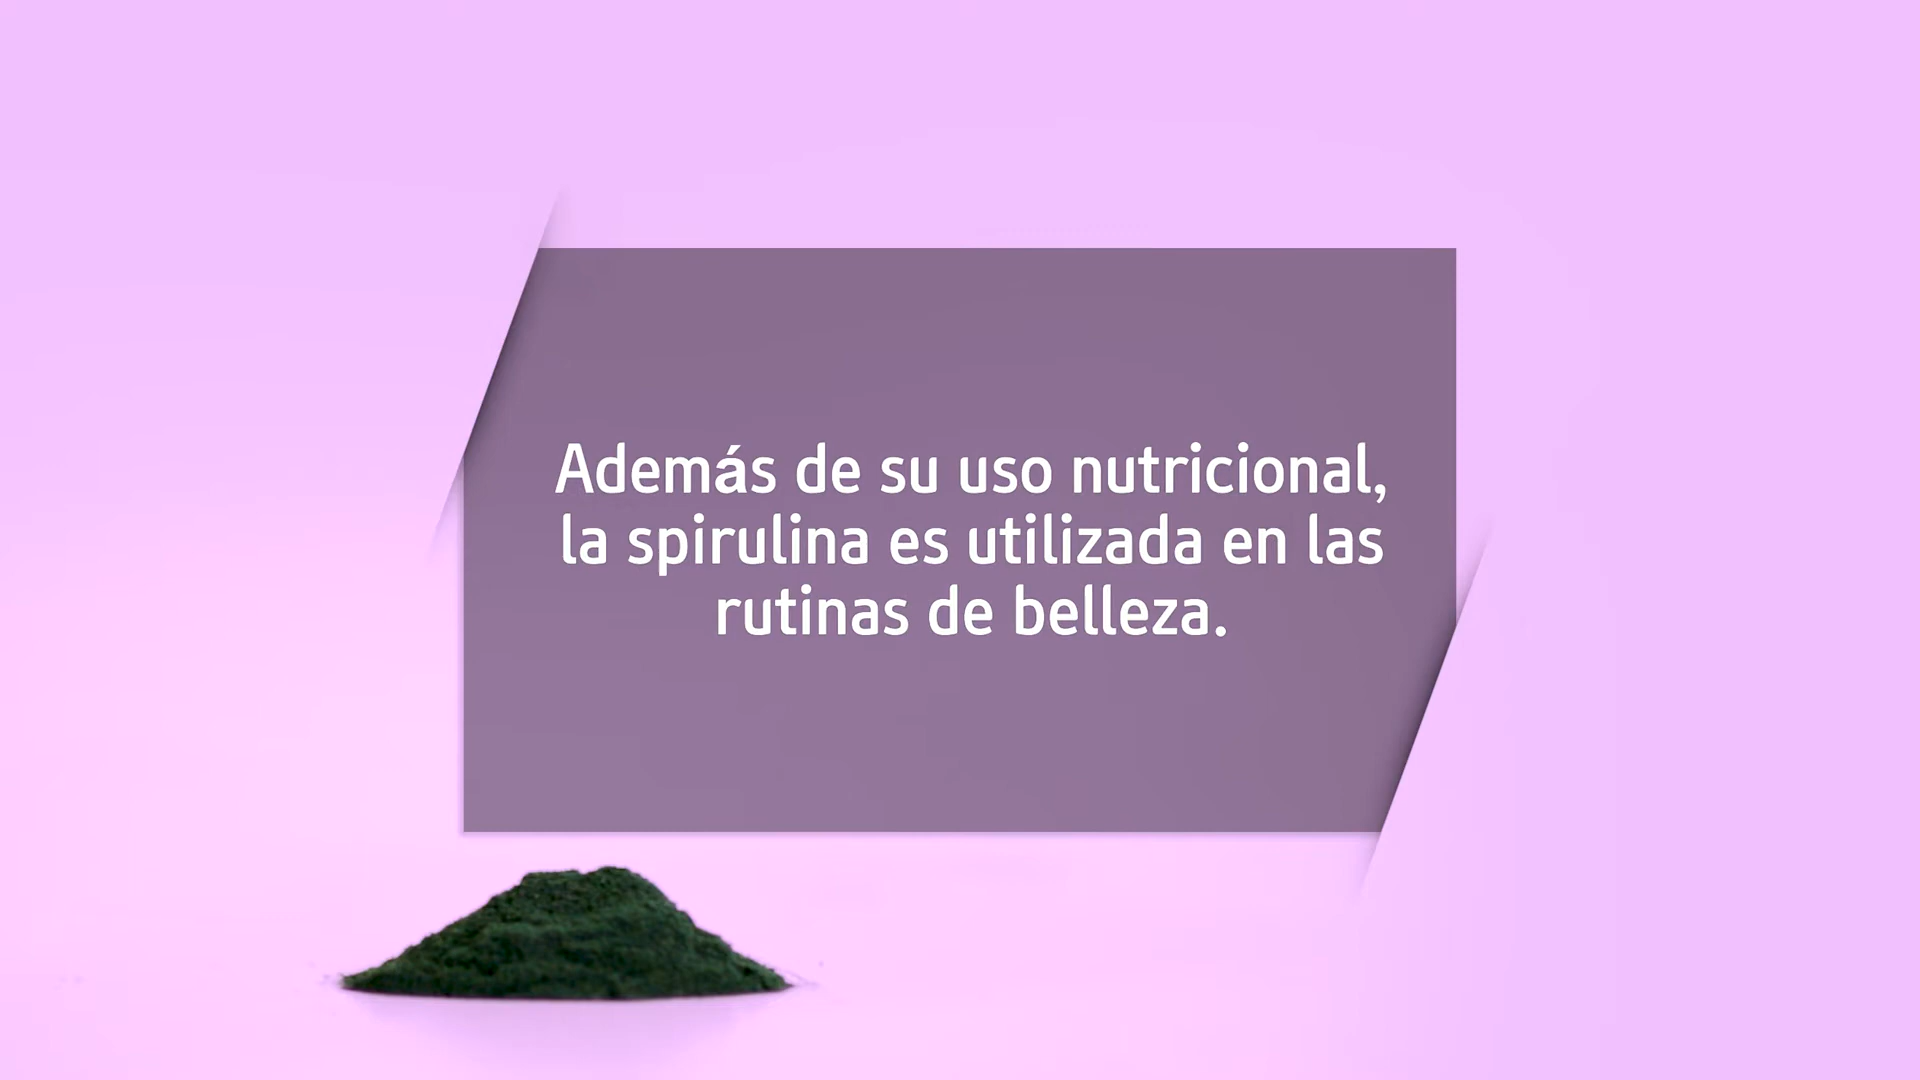 Además de su uso nutricional,
la spirulina es utilizada en las
rutinas de belleza.